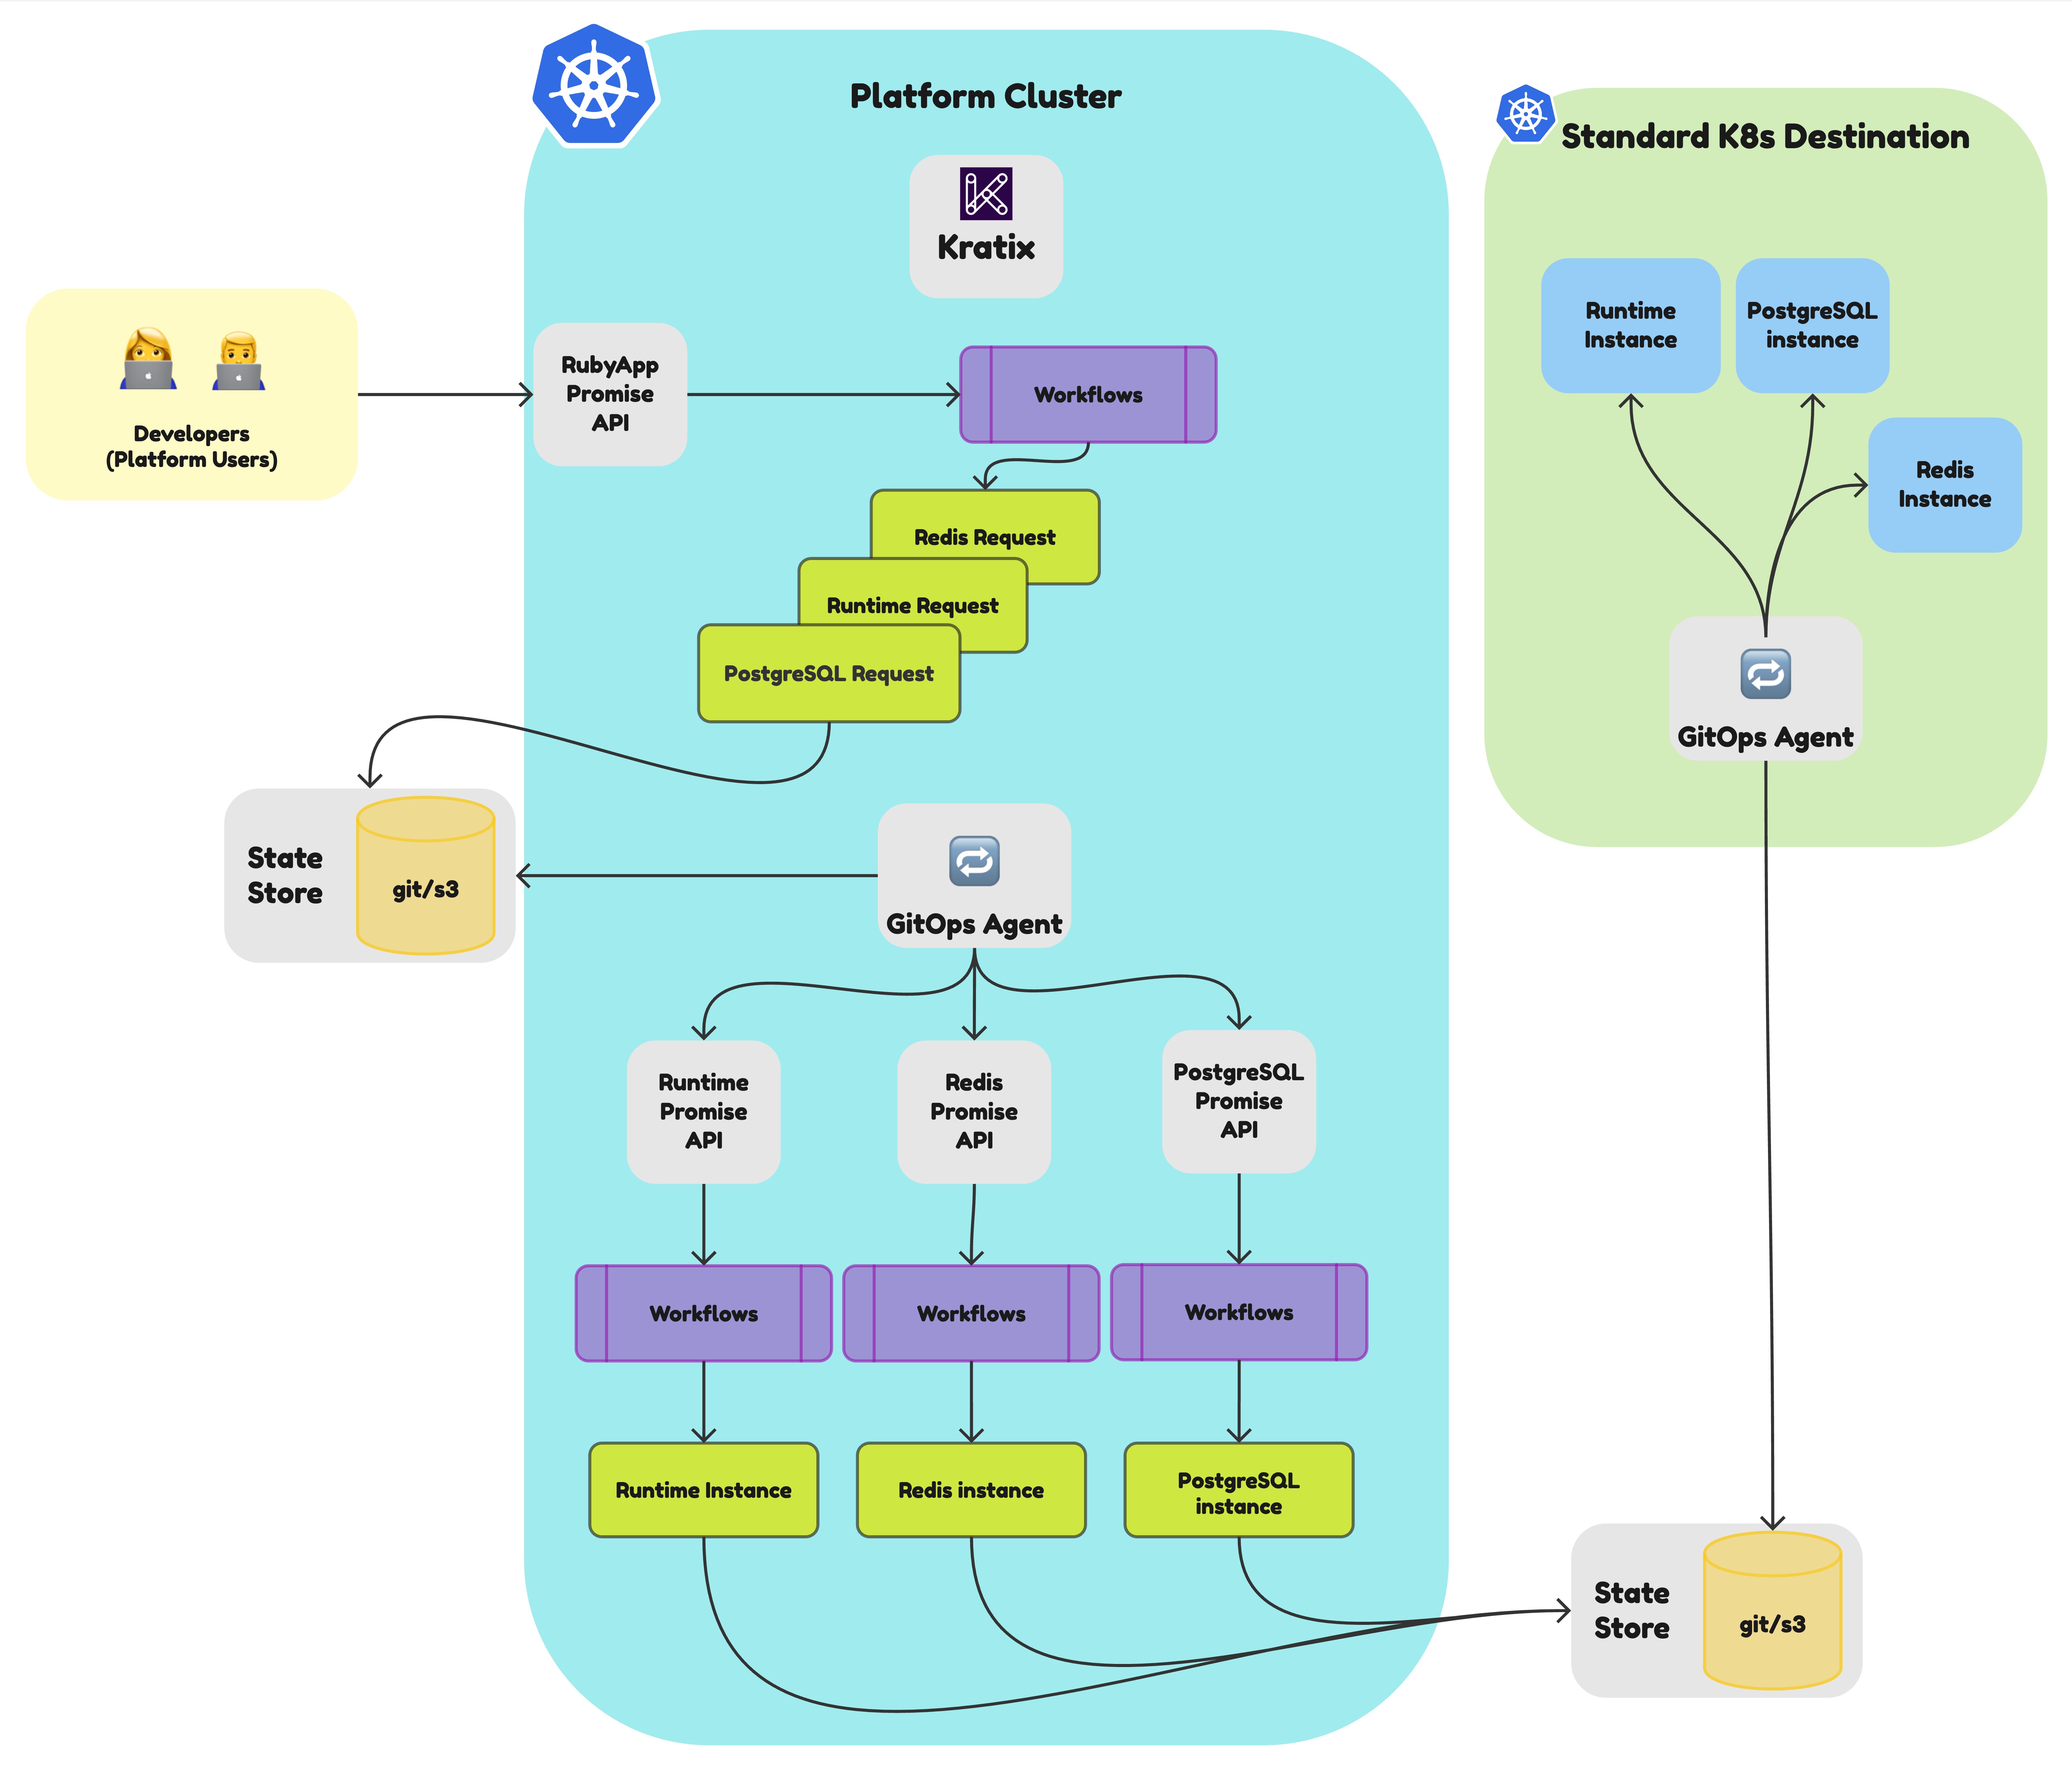 Platform Cluster
Kratix
Developers
(Platform Users)
RubyApp
Promise
API
Workflows
Redis Request
Runtime Request
PostgreSQL Request
State
Store
git/s3
GitOps Agent
Runtime
Promise
API
Redis
Promise
API
PostgreSQL
Promise
API
Workflows
Workflows
Workflows
Runtime Instance
Redis instance
PostgreSQL
instance
Standard K8s Destination
Runtime
Instance
PostgreSQL
instance
Redis
Instance
GitOps Agent
State
Store
git/s3